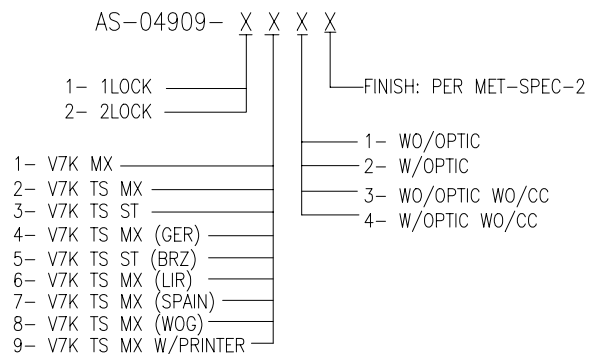 AS-04909- X X X X
1- 1LOCK
2- 2LOCK
FINISH: PER MET-SPEC-2
1- WO/OPTIC
2- W/OPTIC
3- WO/OPTIC WO/CC
4- W/OPTIC WO/CC
1- V7K MX
2- V7K TS MX
3- V7K TS ST
4- V7K TS MX (GER)
5- V7K TS ST (BRZ)
6- V7K TS MX (LIR)
7- V7K TS MX (SPAIN)
8- V7K TS MX (WOG)
9- V7K TS MX W/PRINTER